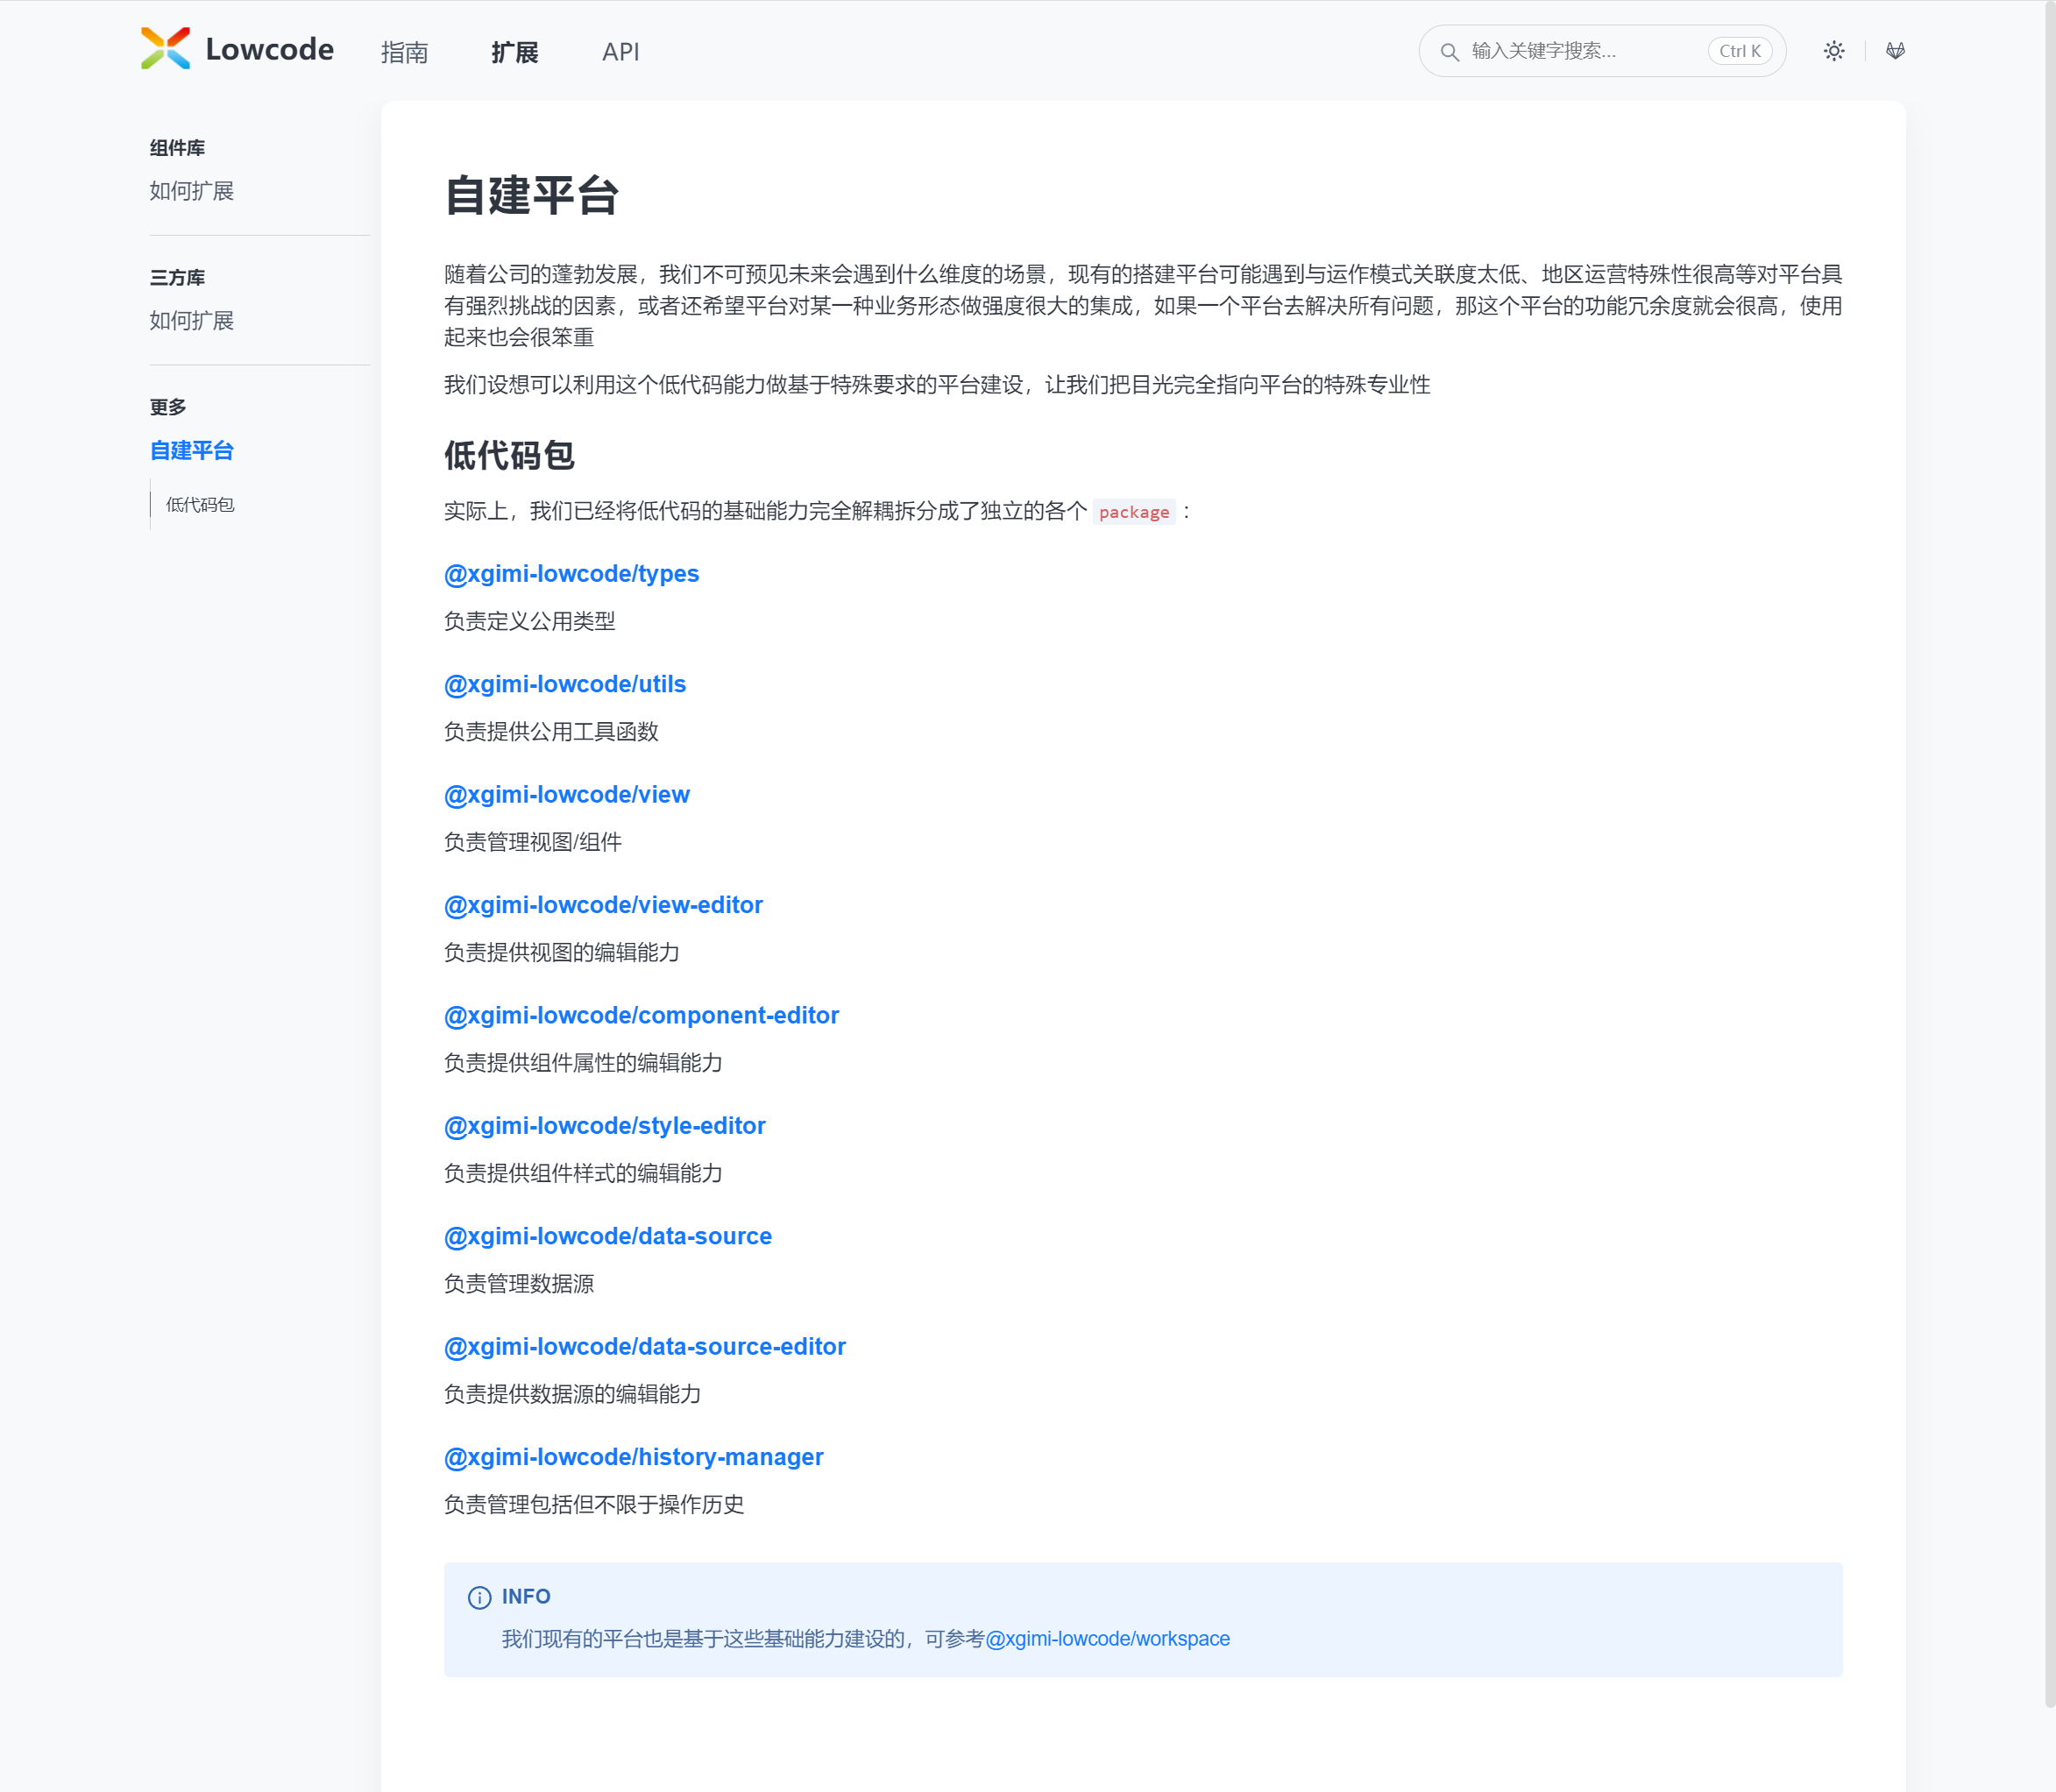 Lowcode
指南
扩展
API
输入关键字搜索...
Ctrl K
组件库
如何扩展
三方库
如何扩展
更多
自建平台
低代码包
自建平台
随着公司的蓬勃发展，我们不可预见未来会遇到什么维度的场景，现有的搭建平台可能遇到与运作模式关联度太低、地区运营特殊性很高等对平台具
有强烈挑战的因素，或者还希望平台对某一种业务形态做强度很大的集成，如果一个平台去解决所有问题，那这个平台的功能冗余度就会很高，使用
起来也会很笨重
我们设想可以利用这个低代码能力做基于特殊要求的平台建设，让我们把目光完全指向平台的特殊专业性
低代码包
实际上，我们已经将低代码的基础能力完全解耦拆分成了独立的各个 package ：
@xgimi-lowcode/types
负责定义公用类型
@xgimi-lowcode/utils
负责提供公用工具函数
@xgimi-lowcode/view
负责管理视图/组件
@xgimi-lowcode/view-editor
负责提供视图的编辑能力
@xgimi-lowcode/component-editor
负责提供组件属性的编辑能力
@xgimi-lowcode/style-editor
负责提供组件样式的编辑能力
@xgimi-lowcode/data-source
负责管理数据源
@xgimi-lowcode/data-source-editor
负责提供数据源的编辑能力
@xgimi-lowcode/history-manager
负责管理包括但不限于操作历史
INFO
我们现有的平台也是基于这些基础能力建设的，可参考@xgimi-lowcode/workspace